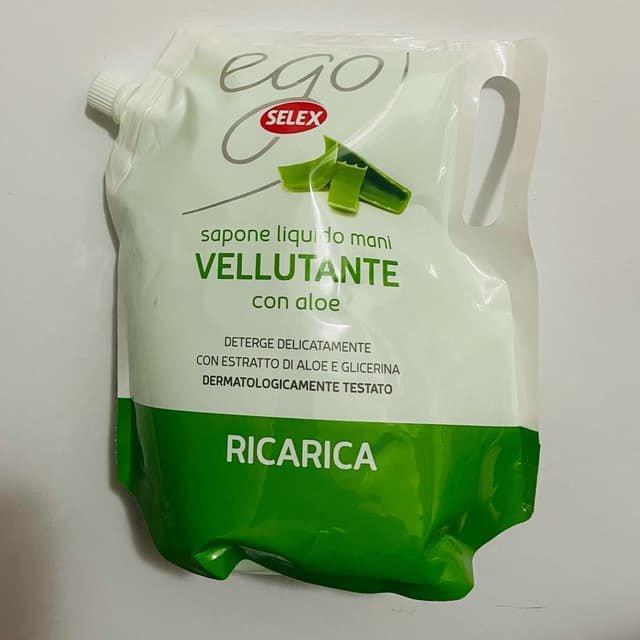 ego
SELEX
sapone liquido mani
VELLUTANTE
con aloe
DETERGE DELICATAMENTE
CON ESTRATTO DI ALOE E GLICERINA
DERMATOLOGICAMENTE TESTATO
RICARICA